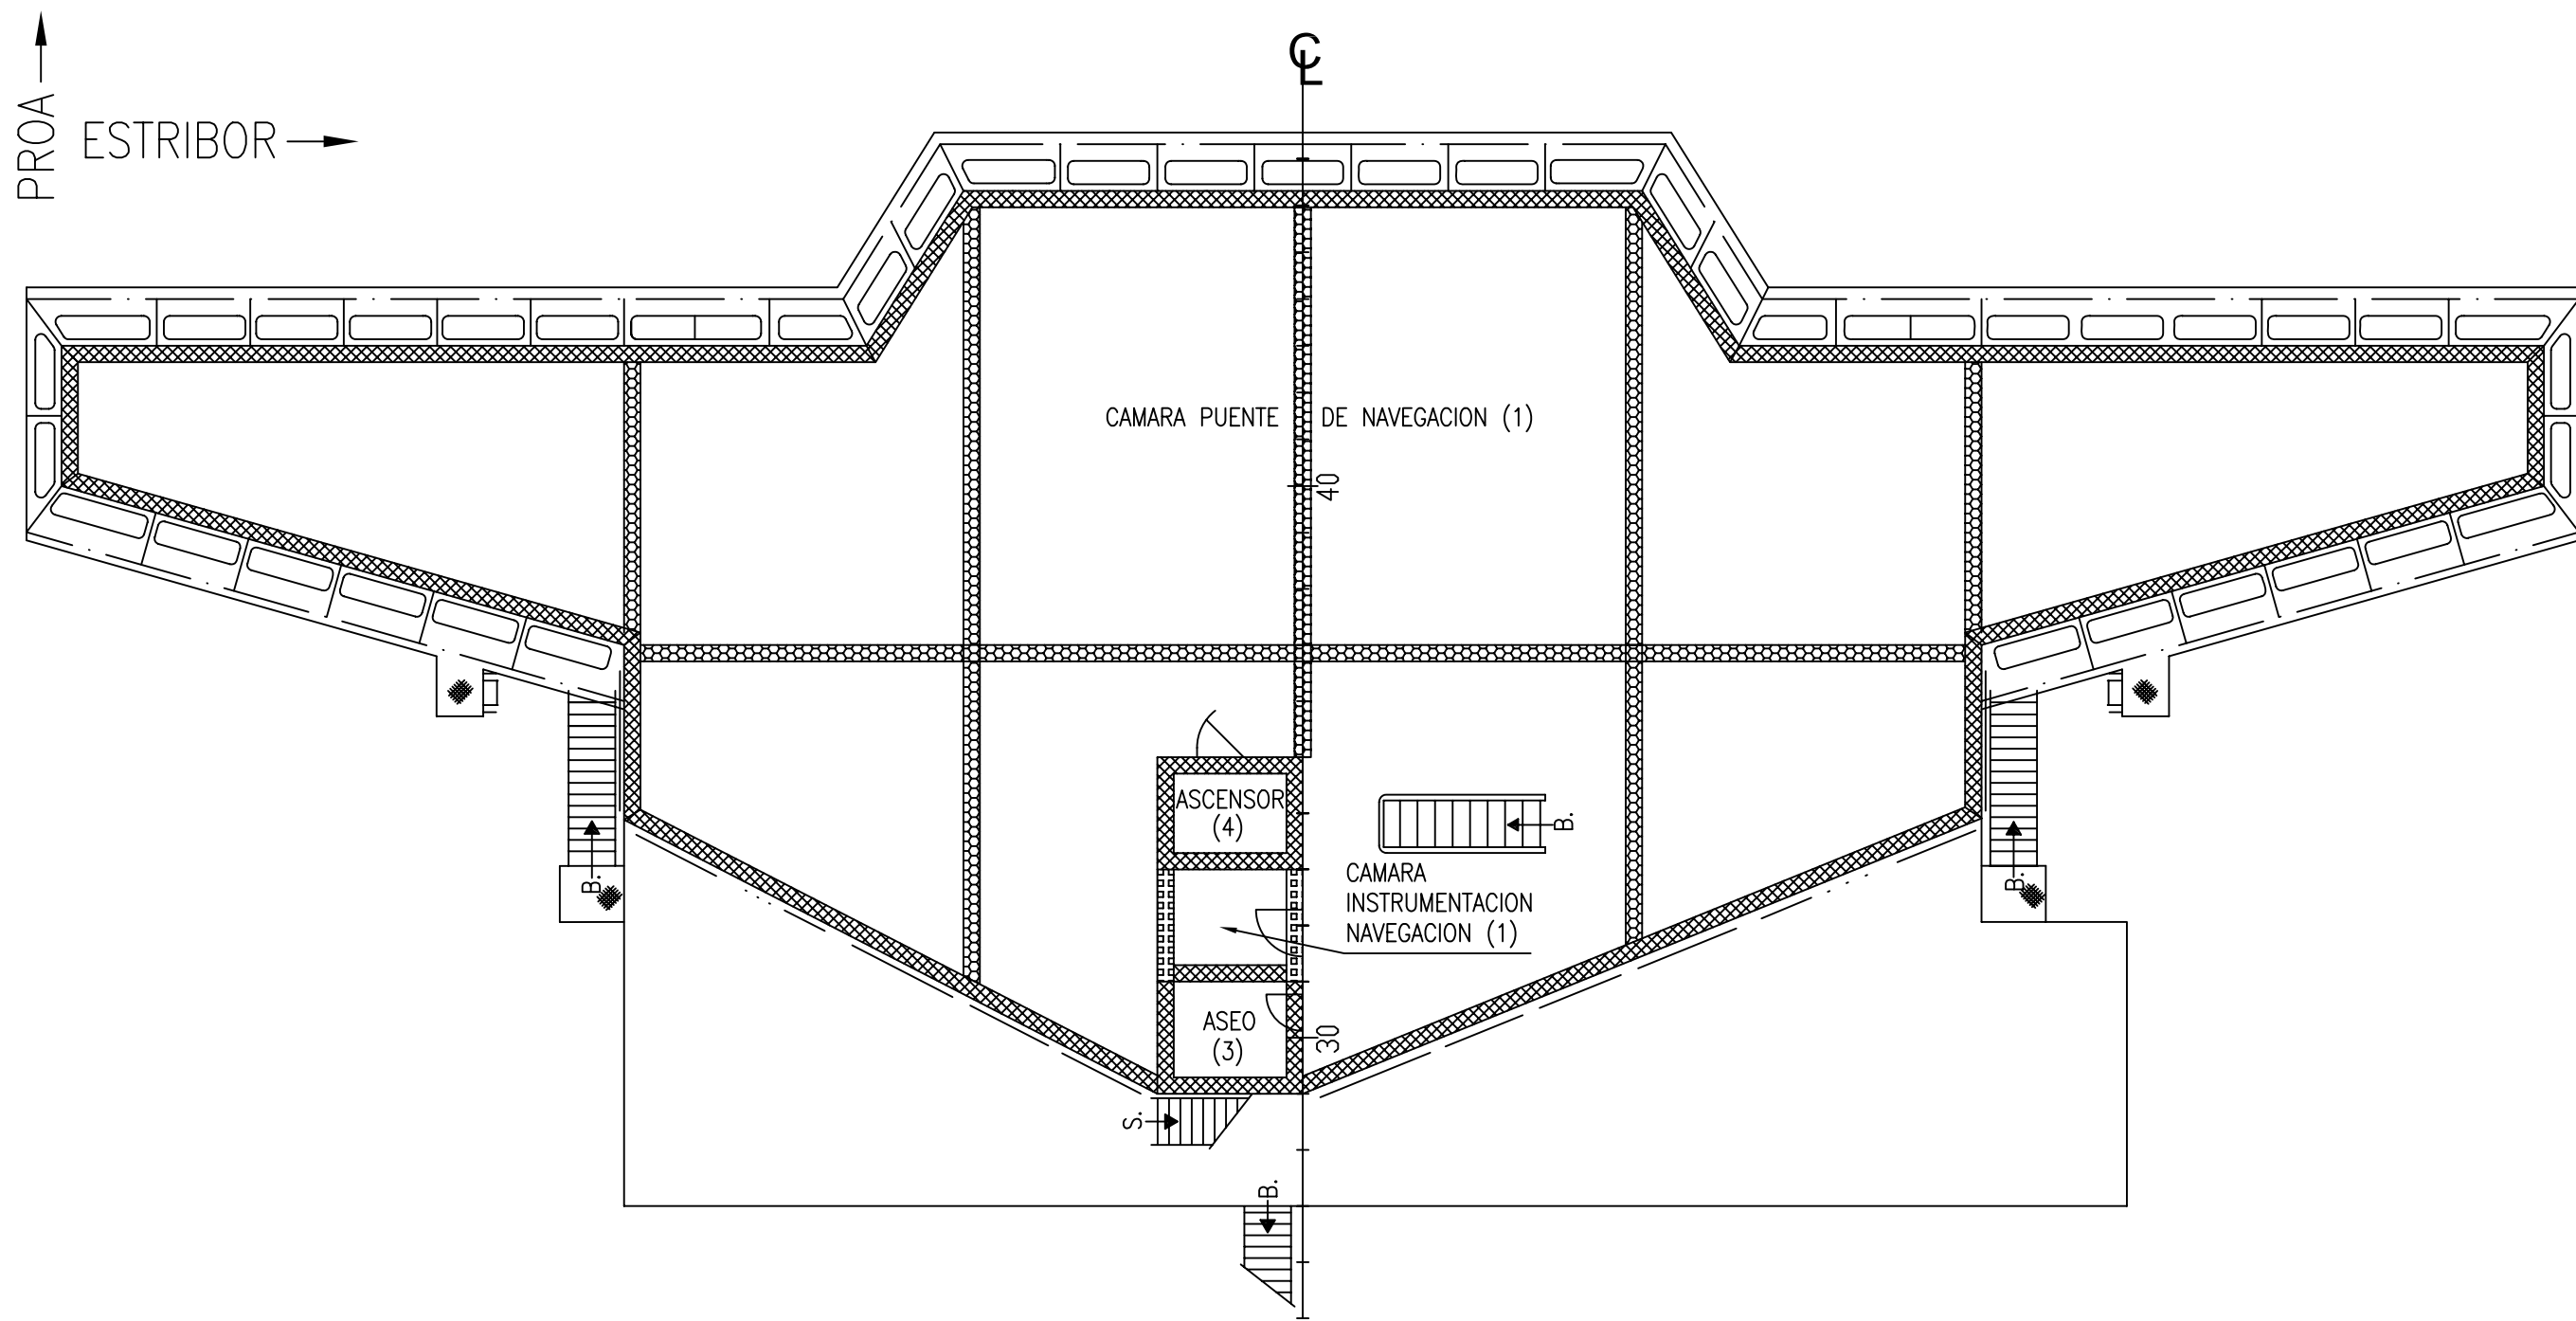 ℄
PROA
ESTRIBOR
CAMARA PUENTE DE NAVEGACION (1)
40
ASCENSOR
(4)
B.
CAMARA
INSTRUMENTACION
NAVEGACION (1)
B.
B.
ASEO
(3)
30
S.
B.